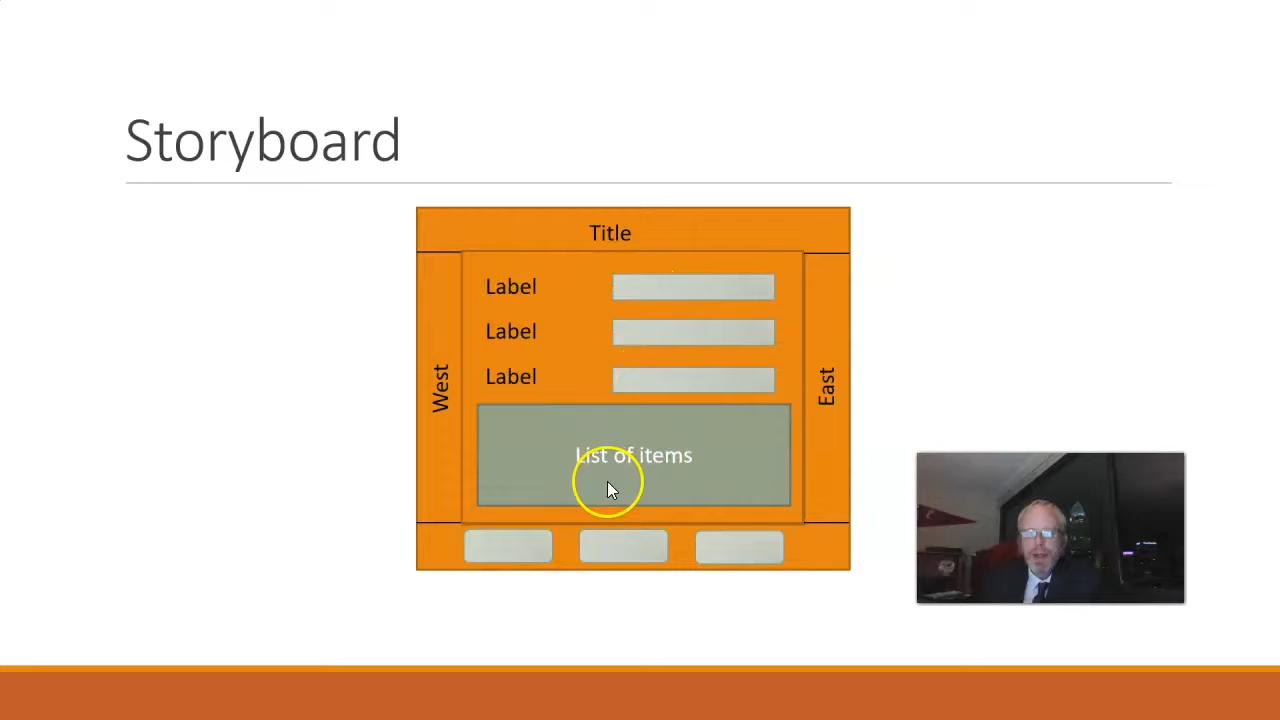 Storyboard
Title
Label
Label
Label
West
East
List of items